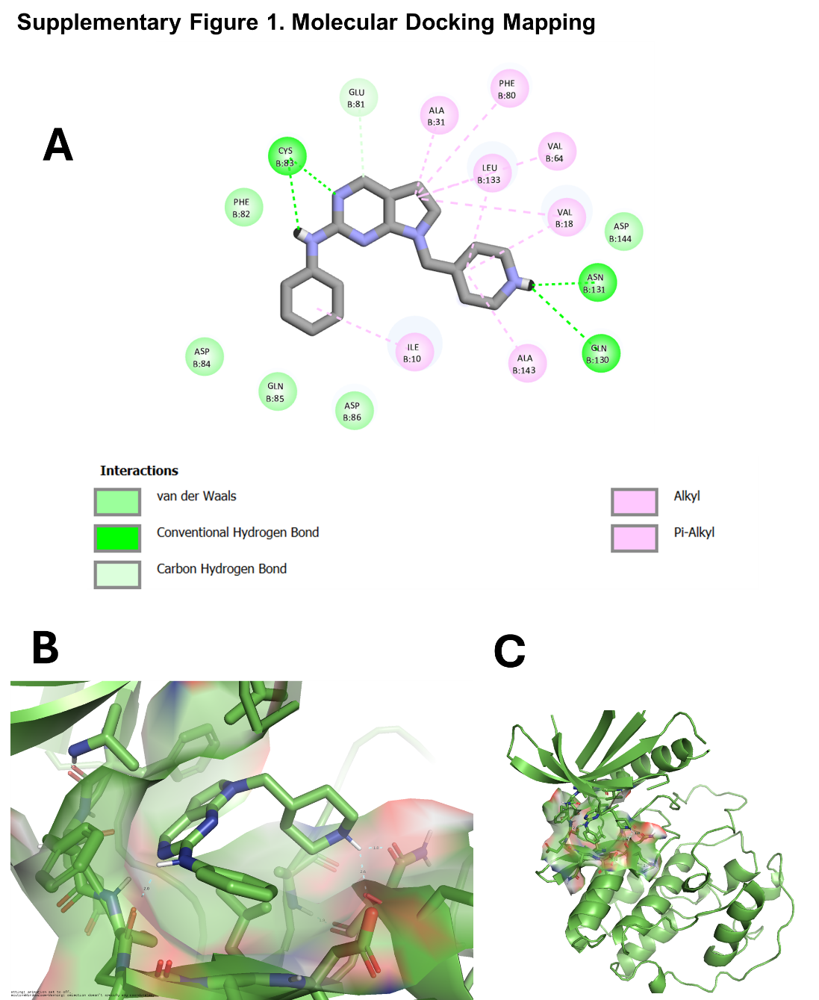 Supplementary Figure 1. Molecular Docking Mapping
A
GLU
B:81
ALA
B:31
PHE
B:80
CYS
B:83
VAL
B:64
LEU
B:133
PHE
B:82
VAL
B:18
ASP
B:144
ASN
B:131
ILE
B:10
ALA
B:143
GLN
B:130
ASP
B:84
GLN
B:85
ASP
B:86
Interactions
van der Waals
Conventional Hydrogen Bond
Carbon Hydrogen Bond
Alkyl
Pi-Alkyl
B
C
2.0